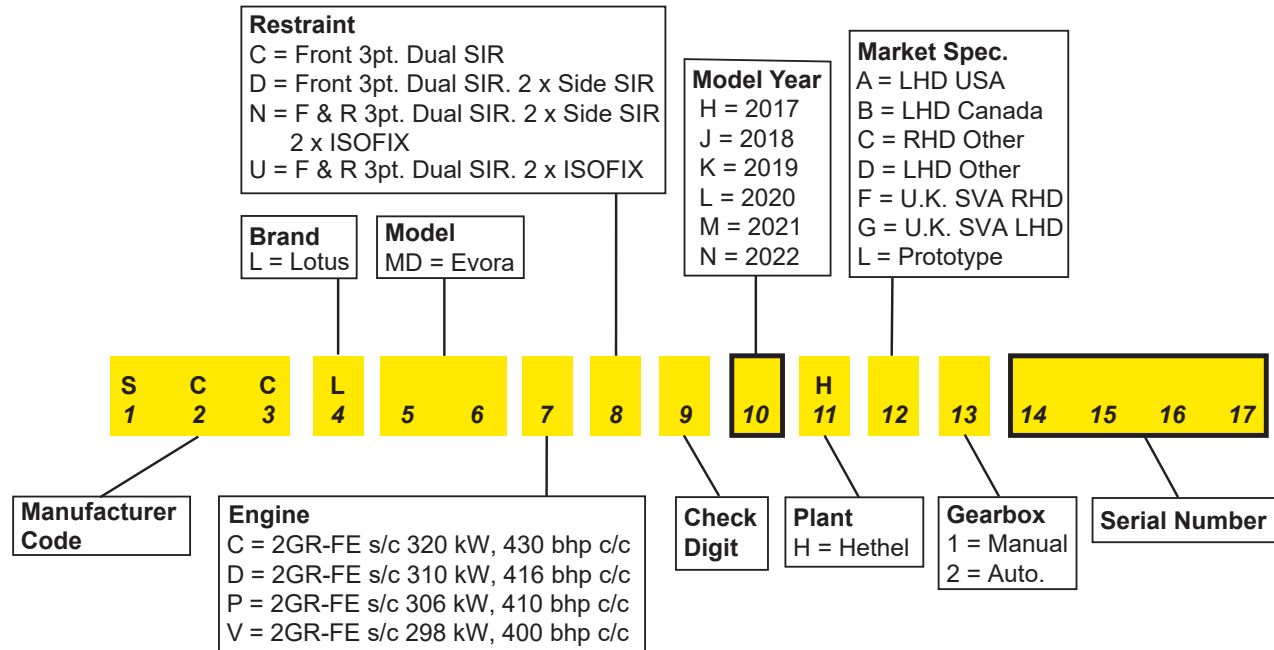 Restraint
C = Front 3pt. Dual SIR
D = Front 3pt. Dual SIR. 2 x Side SIR
N = F & R 3pt. Dual SIR. 2 x Side SIR
2 x ISOFIX
U = F & R 3pt. Dual SIR. 2 x ISOFIX
Model Year
H = 2017
J = 2018
K = 2019
L = 2020
M = 2021
N = 2022
Market Spec.
A = LHD USA
B = LHD Canada
C = RHD Other
D = LHD Other
F = U.K. SVA RHD
G = U.K. SVA LHD
L = Prototype
Brand
L = Lotus
Model
MD = Evora
S C C L H
1 2 3 4 5 6 7 8 9 10 11 12 13 14 15 16 17
Manufacturer
Code
Engine
C = 2GR-FE s/c 320 kW, 430 bhp c/c
D = 2GR-FE s/c 310 kW, 416 bhp c/c
P = 2GR-FE s/c 306 kW, 410 bhp c/c
V = 2GR-FE s/c 298 kW, 400 bhp c/c
Check
Digit
Plant
H = Hethel
Gearbox
1 = Manual
2 = Auto.
Serial Number